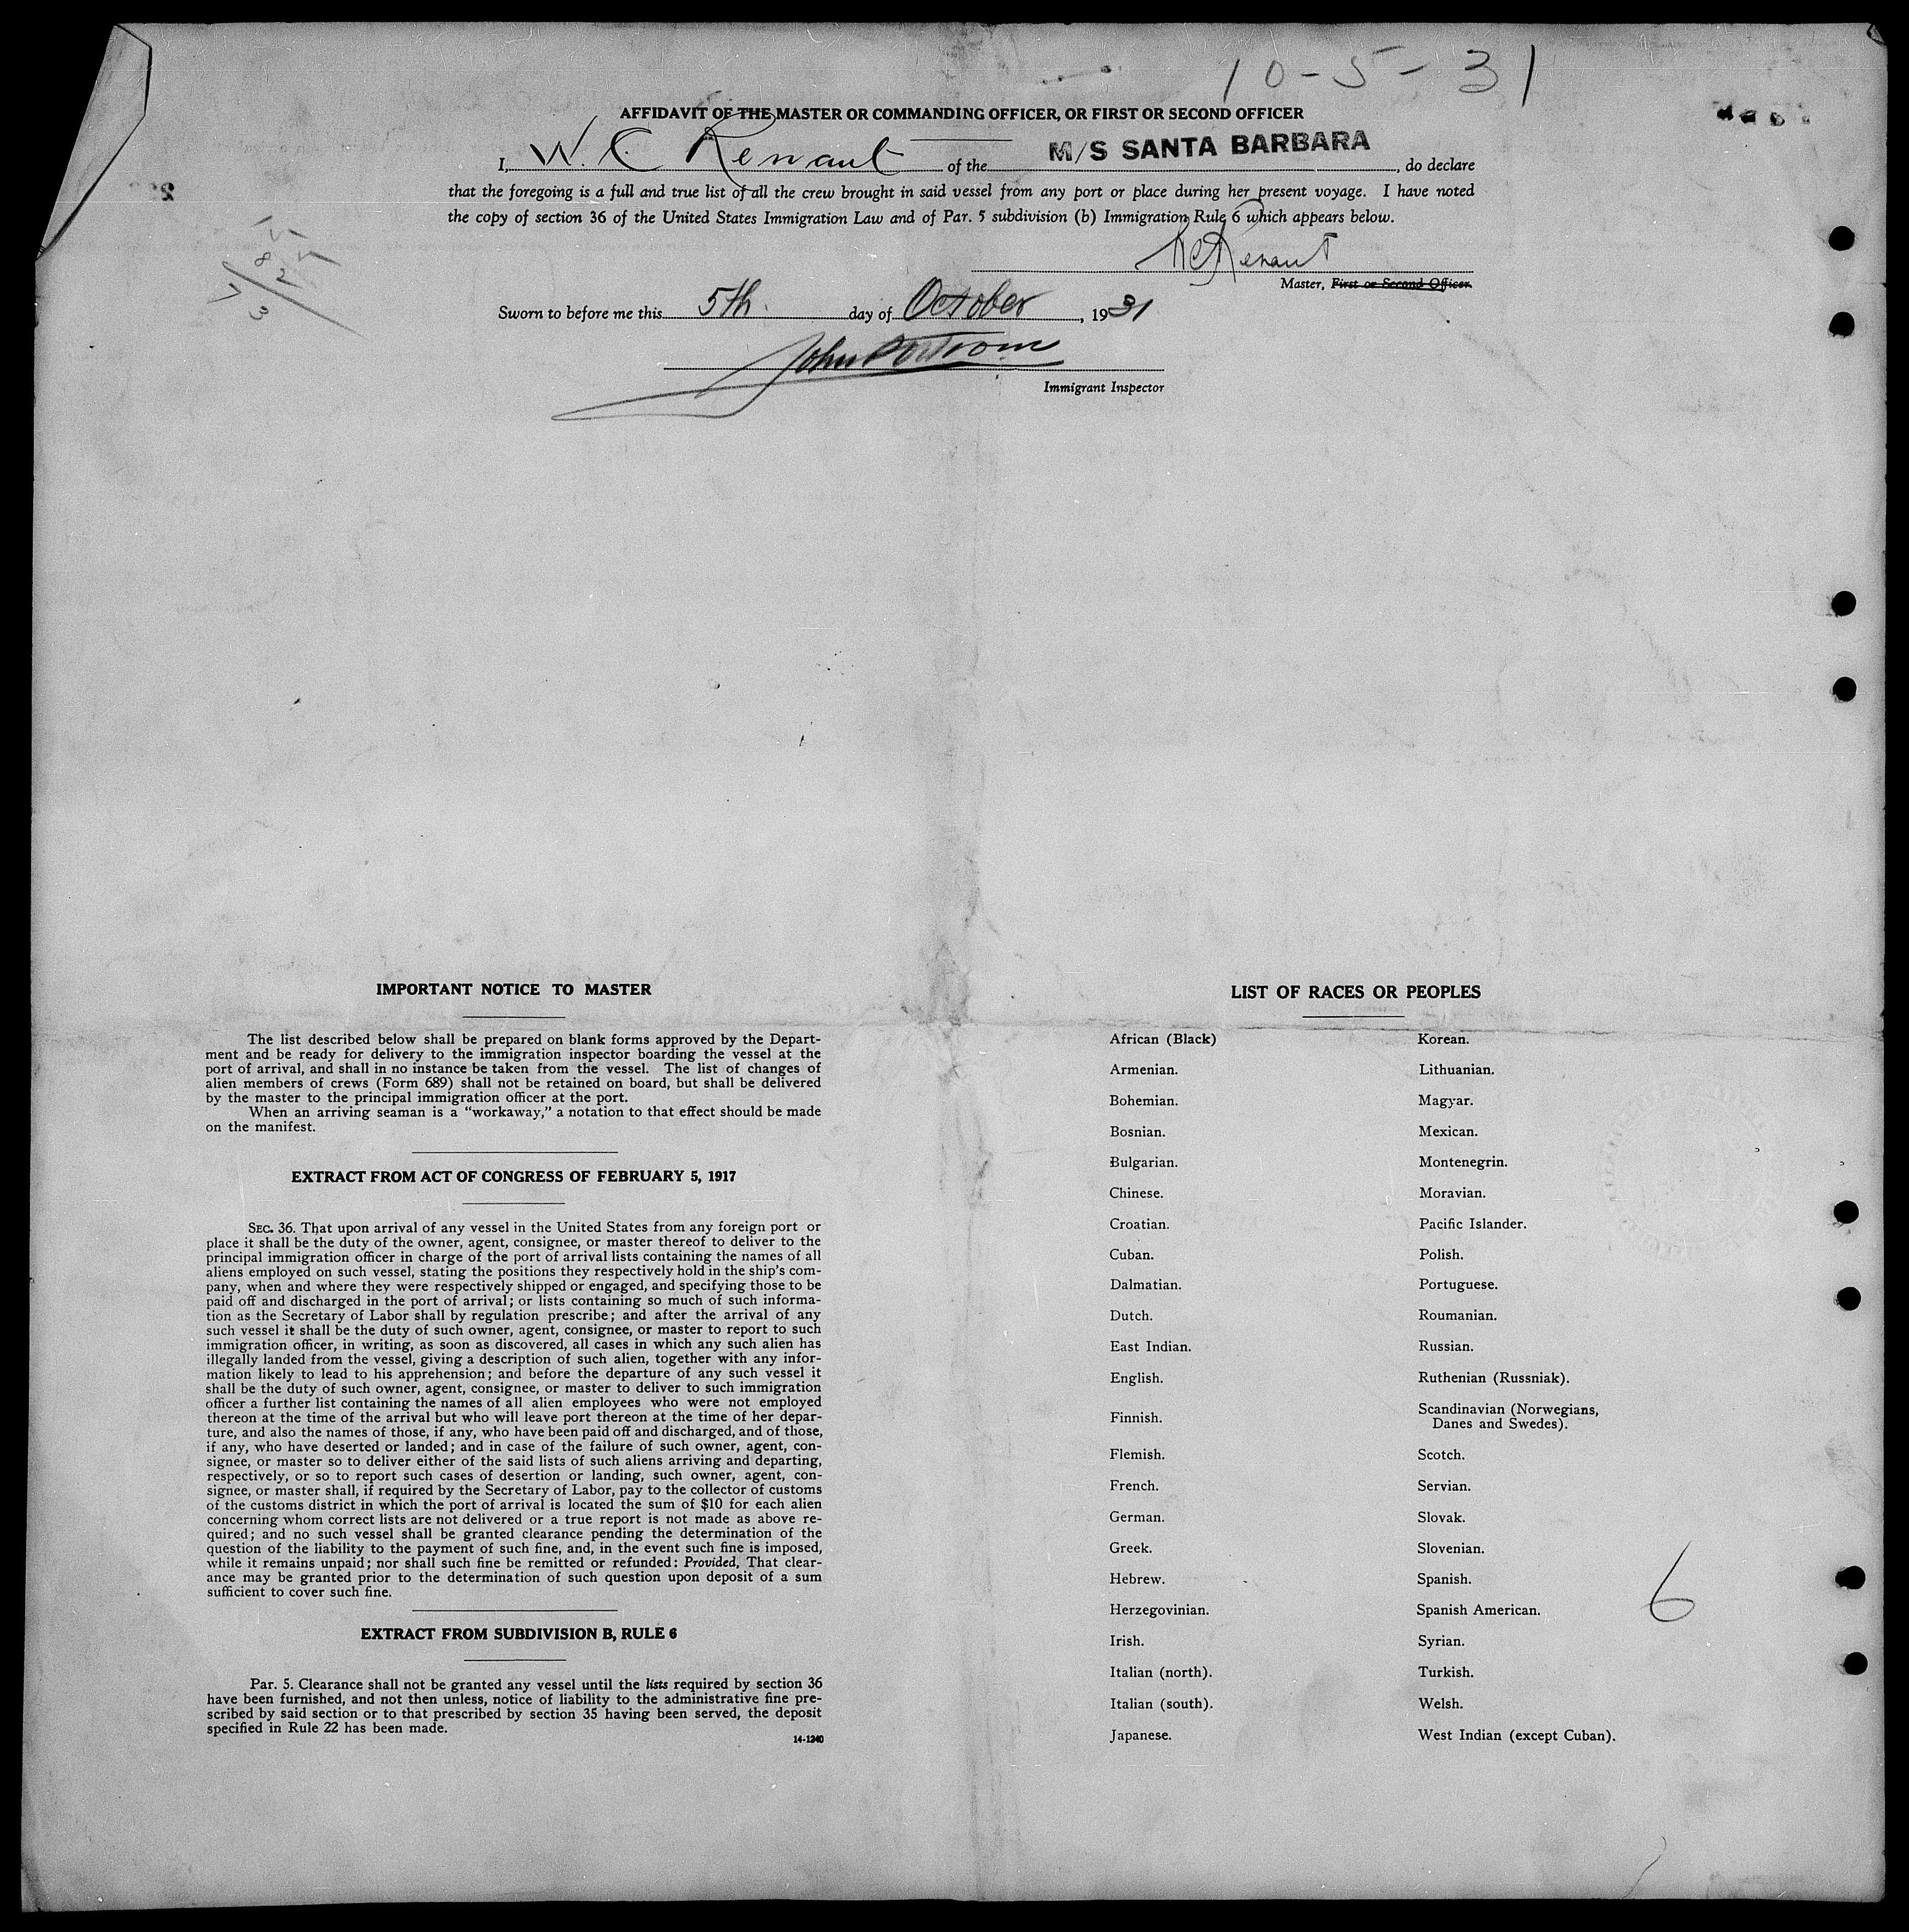 10-5-31
AFFIDAVIT OF THE MASTER OR COMMANDING OFFICER, OR FIRST OR SECOND OFFICER
I, W. C. Renaut of the M/S SANTA BARBARA, do declare
that the foregoing is a full and true list of all the crew brought in said vessel from any port or place during her present voyage. I have noted
the copy of section 36 of the United States Immigration Law and of Par. 5 subdivision (b) Immigration Rule 6 which appears below.
WC Renaut
Master, First or Second Officer.
Sworn to before me this 5th. day of October, 1931
John
Immigrant Inspector
IMPORTANT NOTICE TO MASTER
The list described below shall be prepared on blank forms approved by the Depart-
ment and be ready for delivery to the immigration inspector boarding the vessel at the
port of arrival, and shall in no instance be taken from the vessel. The list of changes of
alien members of crews (Form 689) shall not be retained on board, but shall be delivered
by the master to the principal immigration officer at the port.
When an arriving seaman is a "workaway," a notation to that effect should be made
on the manifest.
EXTRACT FROM ACT OF CONGRESS OF FEBRUARY 5, 1917
SEC. 36. That upon arrival of any vessel in the United States from any foreign port or
place it shall be the duty of the owner, agent, consignee, or master thereof to deliver to the
principal immigration officer in charge of the port of arrival lists containing the names of all
aliens employed on such vessel, stating the positions they respectively hold in the ship's com-
pany, when and where they were respectively shipped or engaged, and specifying those to be
paid off and discharged in the port of arrival; or lists containing so much of such informa-
tion as the Secretary of Labor shall by regulation prescribe; and after the arrival of any
such vessel it shall be the duty of such owner, agent, consignee, or master to report to such
immigration officer, in writing, as soon as discovered, all cases in which any such alien has
illegally landed from the vessel, giving a description of such alien, together with any infor-
mation likely to lead to his apprehension; and before the departure of any such vessel it
shall be the duty of such owner, agent, consignee, or master to deliver to such immigration
officer a further list containing the names of all alien employees who were not employed
thereon at the time of the arrival but who will leave port thereon at the time of her depar-
ture, and also the names of those, if any, who have been paid off and discharged, and of those,
if any, who have deserted or landed; and in case of the failure of such owner, agent, con-
signee, or master so to deliver either of the said lists of such aliens arriving and departing,
respectively, or so to report such cases of desertion or landing, such owner, agent, con-
signee, or master shall, if required by the Secretary of Labor, pay to the collector of customs
of the customs district in which the port of arrival is located the sum of $10 for each alien
concerning whom correct lists are not delivered or a true report is not made as above re-
quired; and no such vessel shall be granted clearance pending the determination of the
question of the liability to the payment of such fine, and, in the event such fine is imposed,
while it remains unpaid; nor shall such fine be remitted or refunded: Provided, That clear-
ance may be granted prior to the determination of such question upon deposit of a sum
sufficient to cover such fine.
EXTRACT FROM SUBDIVISION B, RULE 6
Par. 5. Clearance shall not be granted any vessel until the lists required by section 36
have been furnished, and not then unless, notice of liability to the administrative fine pre-
scribed by said section or to that prescribed by section 35 having been served, the deposit
specified in Rule 22 has been made.
14-1240
LIST OF RACES OR PEOPLES
African (Black)
Armenian.
Bohemian.
Bosnian.
Bulgarian.
Chinese.
Croatian.
Cuban.
Dalmatian.
Dutch.
East Indian.
English.
Finnish.
Flemish.
French.
German.
Greek.
Hebrew.
Herzegovinian.
Irish.
Italian (north).
Italian (south).
Japanese.
Korean.
Lithuanian.
Magyar.
Mexican.
Montenegrin.
Moravian.
Pacific Islander.
Polish.
Portuguese.
Roumanian.
Russian.
Ruthenian (Russniak).
Scandinavian (Norwegians,
Danes and Swedes).
Scotch.
Servian.
Slovak.
Slovenian.
Spanish.
Spanish American.
Syrian.
Turkish.
Welsh.
West Indian (except Cuban).
6